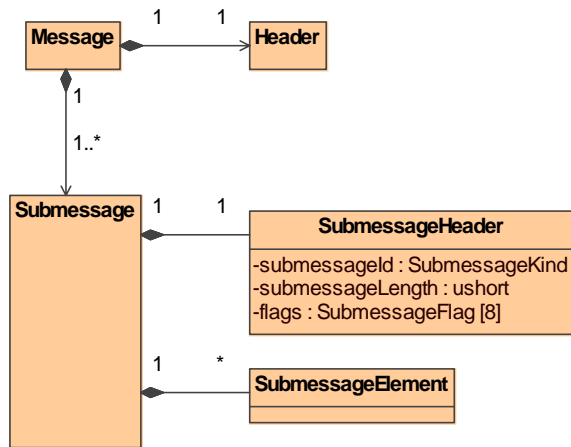 1 1
Message Header
1
1..*
Submessage 1 1
SubmessageHeader
-submessageId : SubmessageKind
-submessageLength : ushort
-flags : SubmessageFlag [8]
1 *
SubmessageElement